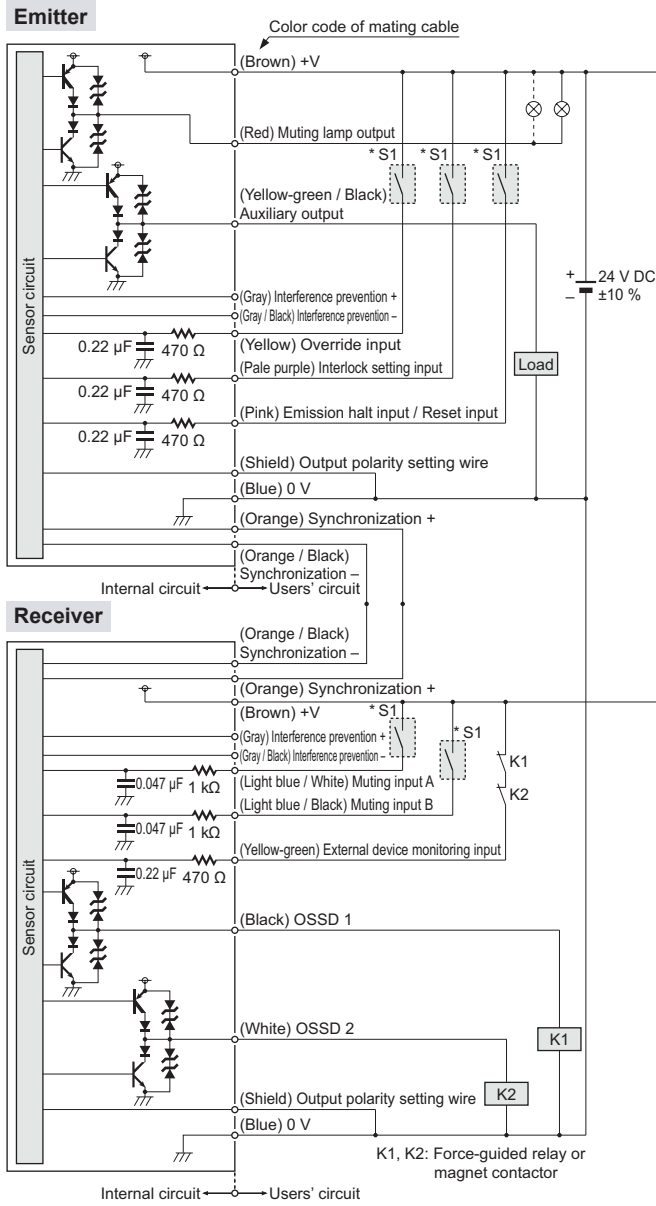 Emitter
Color code of mating cable
(Brown) +V
(Red) Muting lamp output
* S1 * S1 * S1
(Yellow-green / Black)
Auxiliary output
+
–
24 V DC
±10 %
Sensor circuit
(Gray) Interference prevention +
(Gray / Black) Interference prevention –
0.22 µF 470 Ω
(Yellow) Override input
Load
(Pale purple) Interlock setting input
0.22 µF 470 Ω
(Pink) Emission halt input / Reset input
0.22 µF 470 Ω
(Shield) Output polarity setting wire
(Blue) 0 V
(Orange) Synchronization +
(Orange / Black)
Synchronization –
Internal circuit Users' circuit
Receiver
(Orange / Black)
Synchronization –
(Orange) Synchronization +
(Brown) +V
* S1
* S1
(Gray) Interference prevention +
(Gray / Black) Interference prevention –
K1
0.047 µF 1 kΩ
(Light blue / White) Muting input A
K2
(Light blue / Black) Muting input B
0.047 µF 1 kΩ
(Yellow-green) External device monitoring input
0.22 µF 470 Ω
Sensor circuit
(Black) OSSD 1
(White) OSSD 2
K1
K2
(Shield) Output polarity setting wire
(Blue) 0 V
K1, K2: Force-guided relay or
magnet contactor
Internal circuit Users' circuit